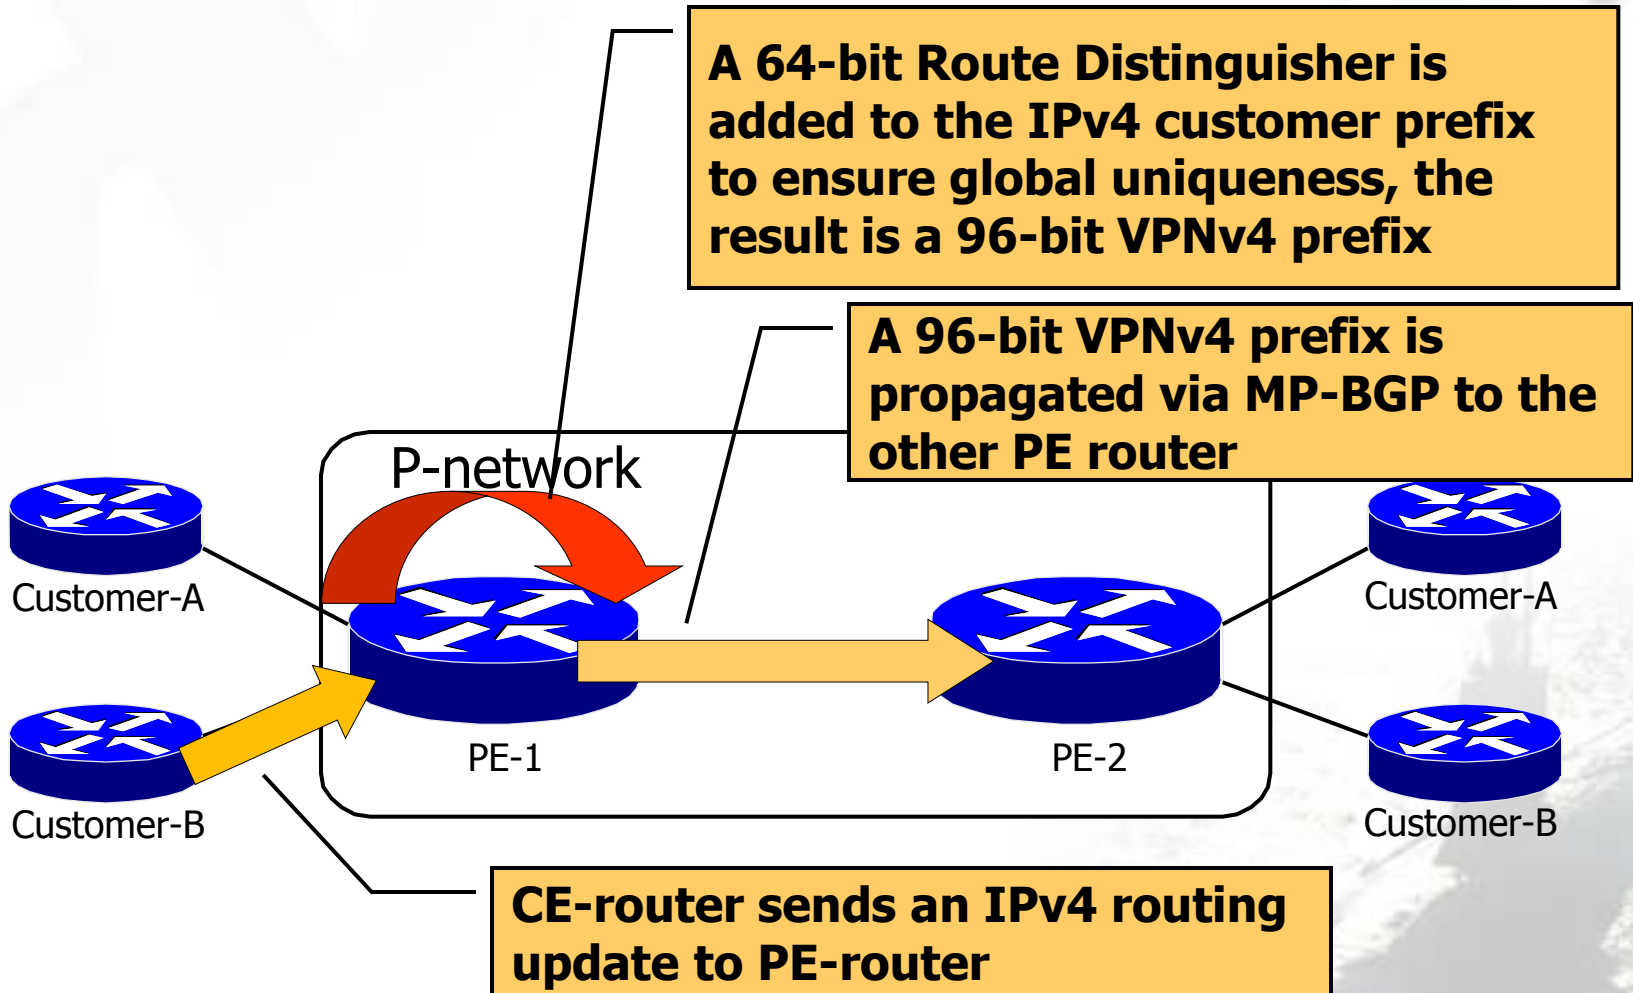 A 64-bit Route Distinguisher is
added to the IPv4 customer prefix
to ensure global uniqueness, the
result is a 96-bit VPNv4 prefix
A 96-bit VPNv4 prefix is
propagated via MP-BGP to the
other PE router
P-network
Customer-A
Customer-A
PE-1
PE-2
Customer-B
Customer-B
CE-router sends an IPv4 routing
update to PE-router